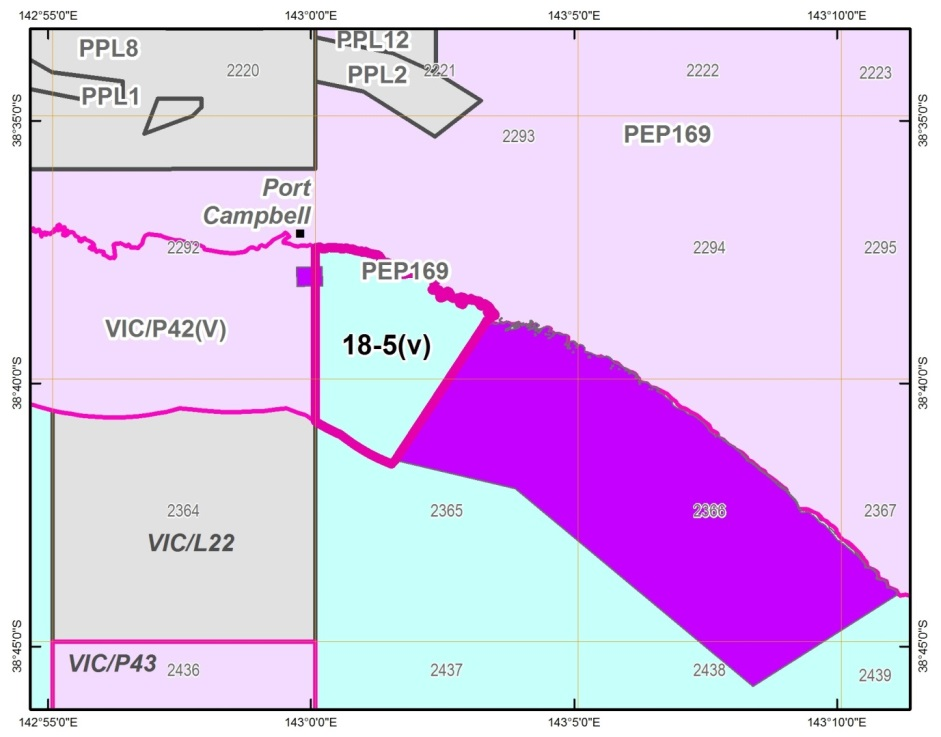 142°55'0"E 143°0'0"E 143°5'0"E 143°10'0"E
PPL8
PPL12
2220
PPL2
2221
2222
2223
PPL1
38°35'0"S
38°35'0"S
2293
PEP169
Port
Campbell
2292
2294
2295
PEP169
VIC/P42(V)
18-5(v)
38°40'0"S
38°40'0"S
2364
2365
2367
VIC/L22
38°45'0"S
38°45'0"S
VIC/P43
2436
2437
2438
2439
142°55'0"E 143°0'0"E 143°5'0"E 143°10'0"E